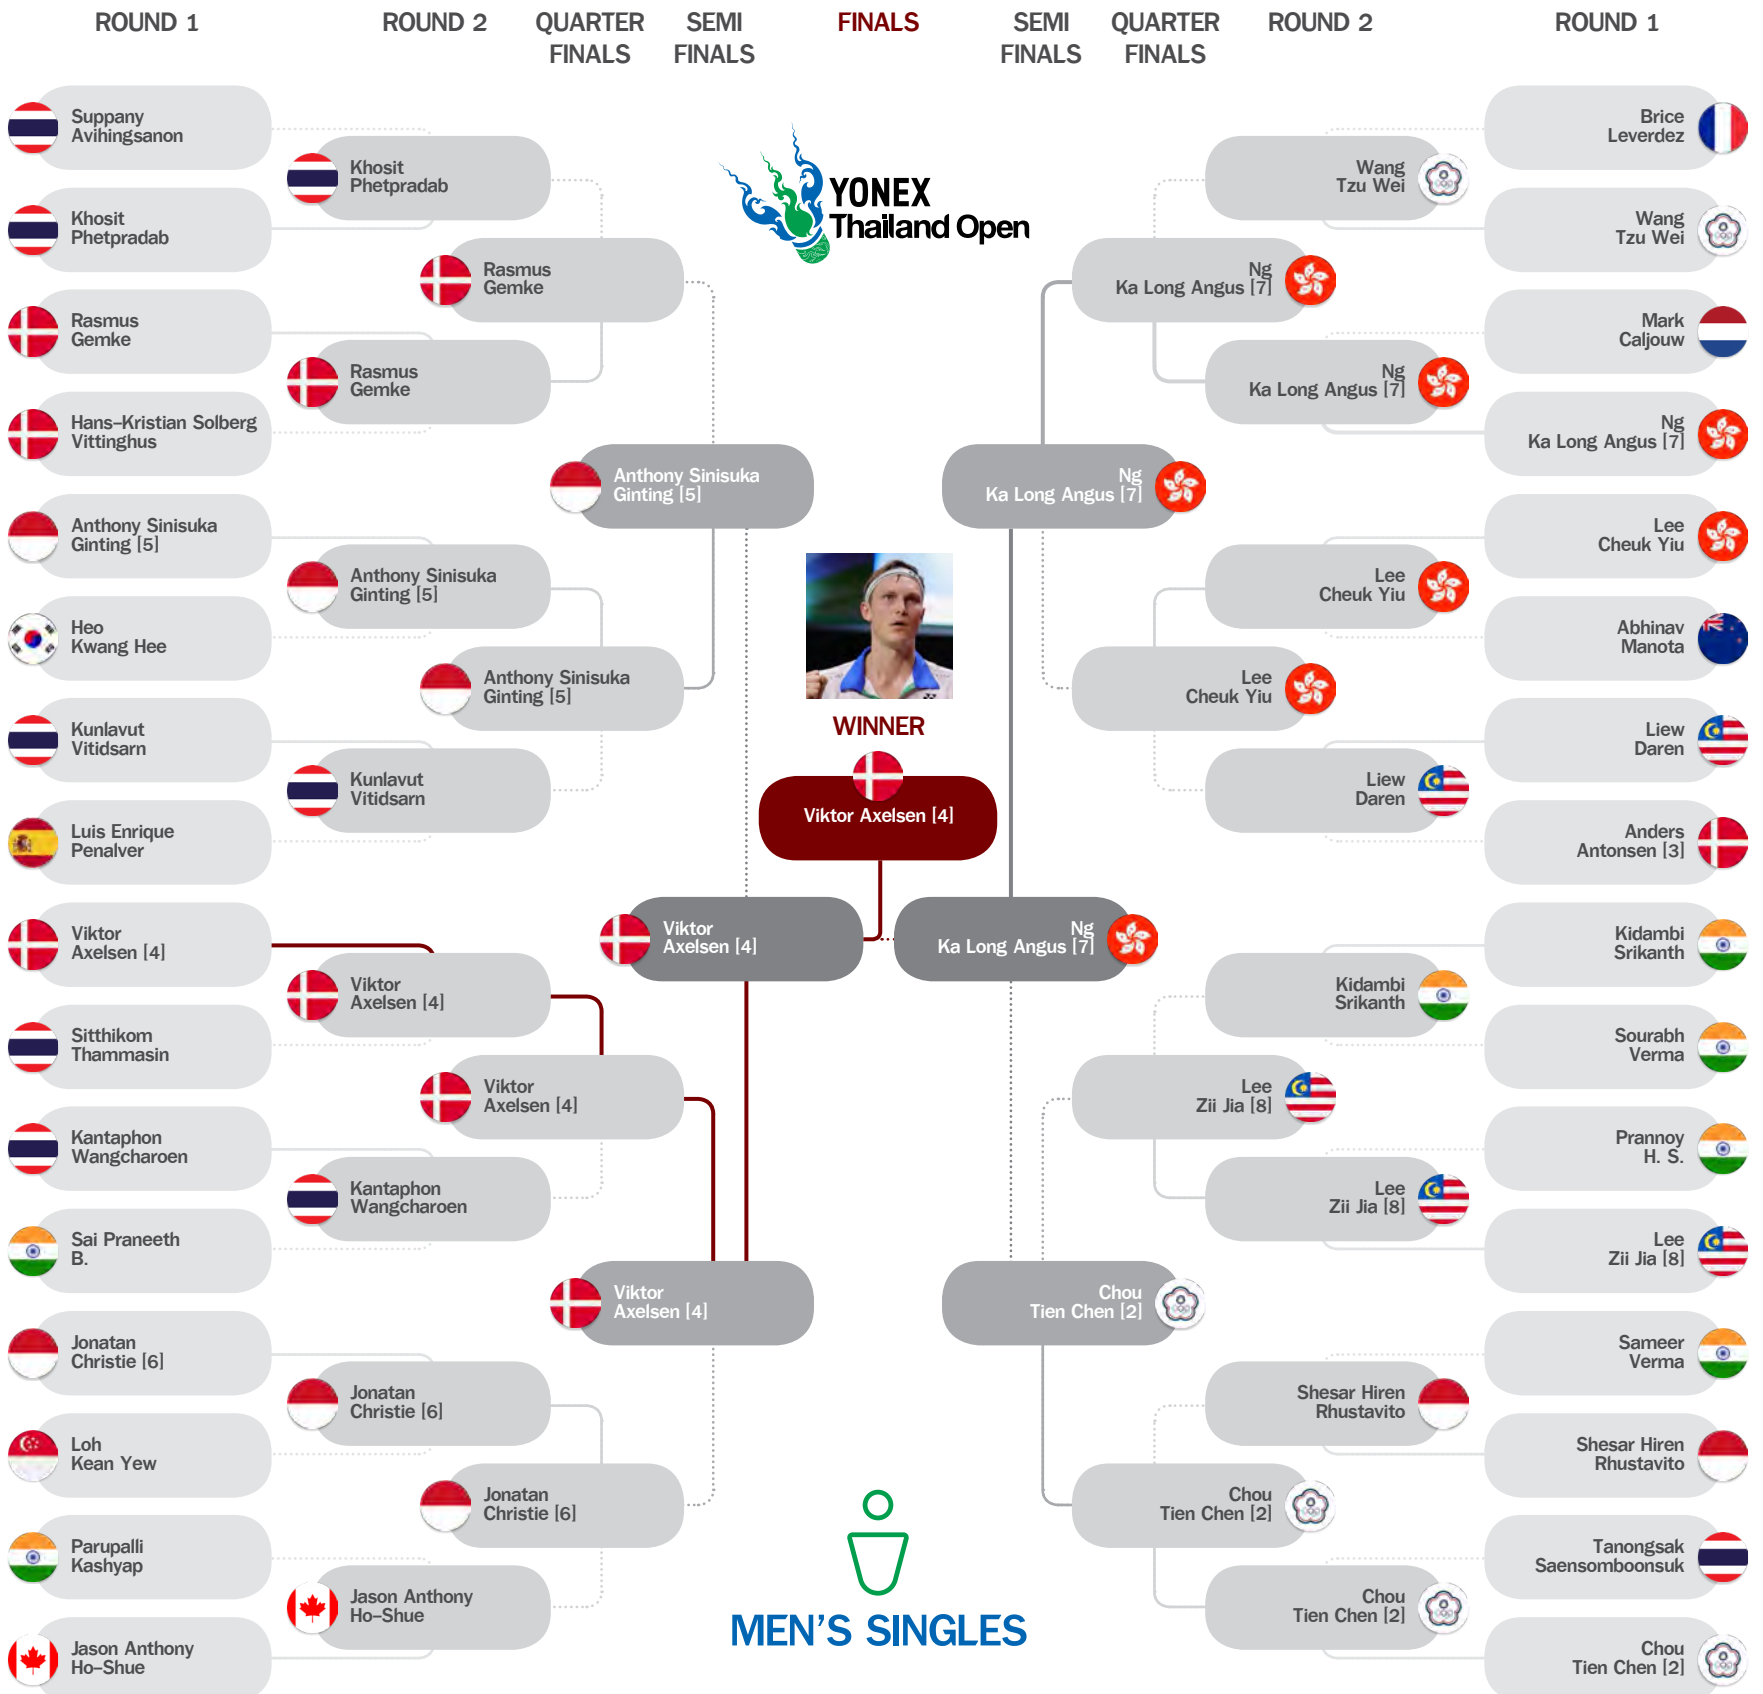 ROUND 1
ROUND 2
QUARTER
FINALS
SEMI
FINALS
FINALS
SEMI
FINALS
QUARTER
FINALS
ROUND 2
ROUND 1
Suppany
Avihingsanon
Khosit
Phetpradab
Rasmus
Gemke
Hans–Kristian Solberg
Vittinghus
Anthony Sinisuka
Ginting [5]
Heo
Kwang Hee
Kunlavut
Vitidsarn
Luis Enrique
Penalver
Viktor
Axelsen [4]
Sitthikom
Thammasin
Kantaphon
Wangcharoen
Sai Praneeth
B.
Jonatan
Christie [6]
Loh
Kean Yew
Parupalli
Kashyap
Jason Anthony
Ho–Shue
Khosit
Phetpradab
Rasmus
Gemke
Anthony Sinisuka
Ginting [5]
Kunlavut
Vitidsarn
Viktor
Axelsen [4]
Kantaphon
Wangcharoen
Jonatan
Christie [6]
Jason Anthony
Ho–Shue
Rasmus
Gemke
Anthony Sinisuka
Ginting [5]
Viktor
Axelsen [4]
Jonatan
Christie [6]
Anthony Sinisuka
Ginting [5]
Viktor
Axelsen [4]
Viktor
Axelsen [4]
YONEX
Thailand Open
WINNER
Viktor Axelsen [4]
MEN'S SINGLES
Ng
Ka Long Angus [7]
Ng
Ka Long Angus [7]
Chou
Tien Chen [2]
Ng
Ka Long Angus [7]
Lee
Cheuk Yiu
Lee
Zii Jia [8]
Chou
Tien Chen [2]
Wang
Tzu Wei
Ng
Ka Long Angus [7]
Lee
Cheuk Yiu
Liew
Daren
Kidambi
Srikanth
Lee
Zii Jia [8]
Shesar Hiren
Rhustavito
Chou
Tien Chen [2]
Brice
Leverdez
Wang
Tzu Wei
Mark
Caljouw
Ng
Ka Long Angus [7]
Lee
Cheuk Yiu
Abhinav
Manota
Liew
Daren
Anders
Antonsen [3]
Kidambi
Srikanth
Sourabh
Verma
Prannoy
H. S.
Lee
Zii Jia [8]
Sameer
Verma
Shesar Hiren
Rhustavito
Tanongsak
Saensomboonsuk
Chou
Tien Chen [2]